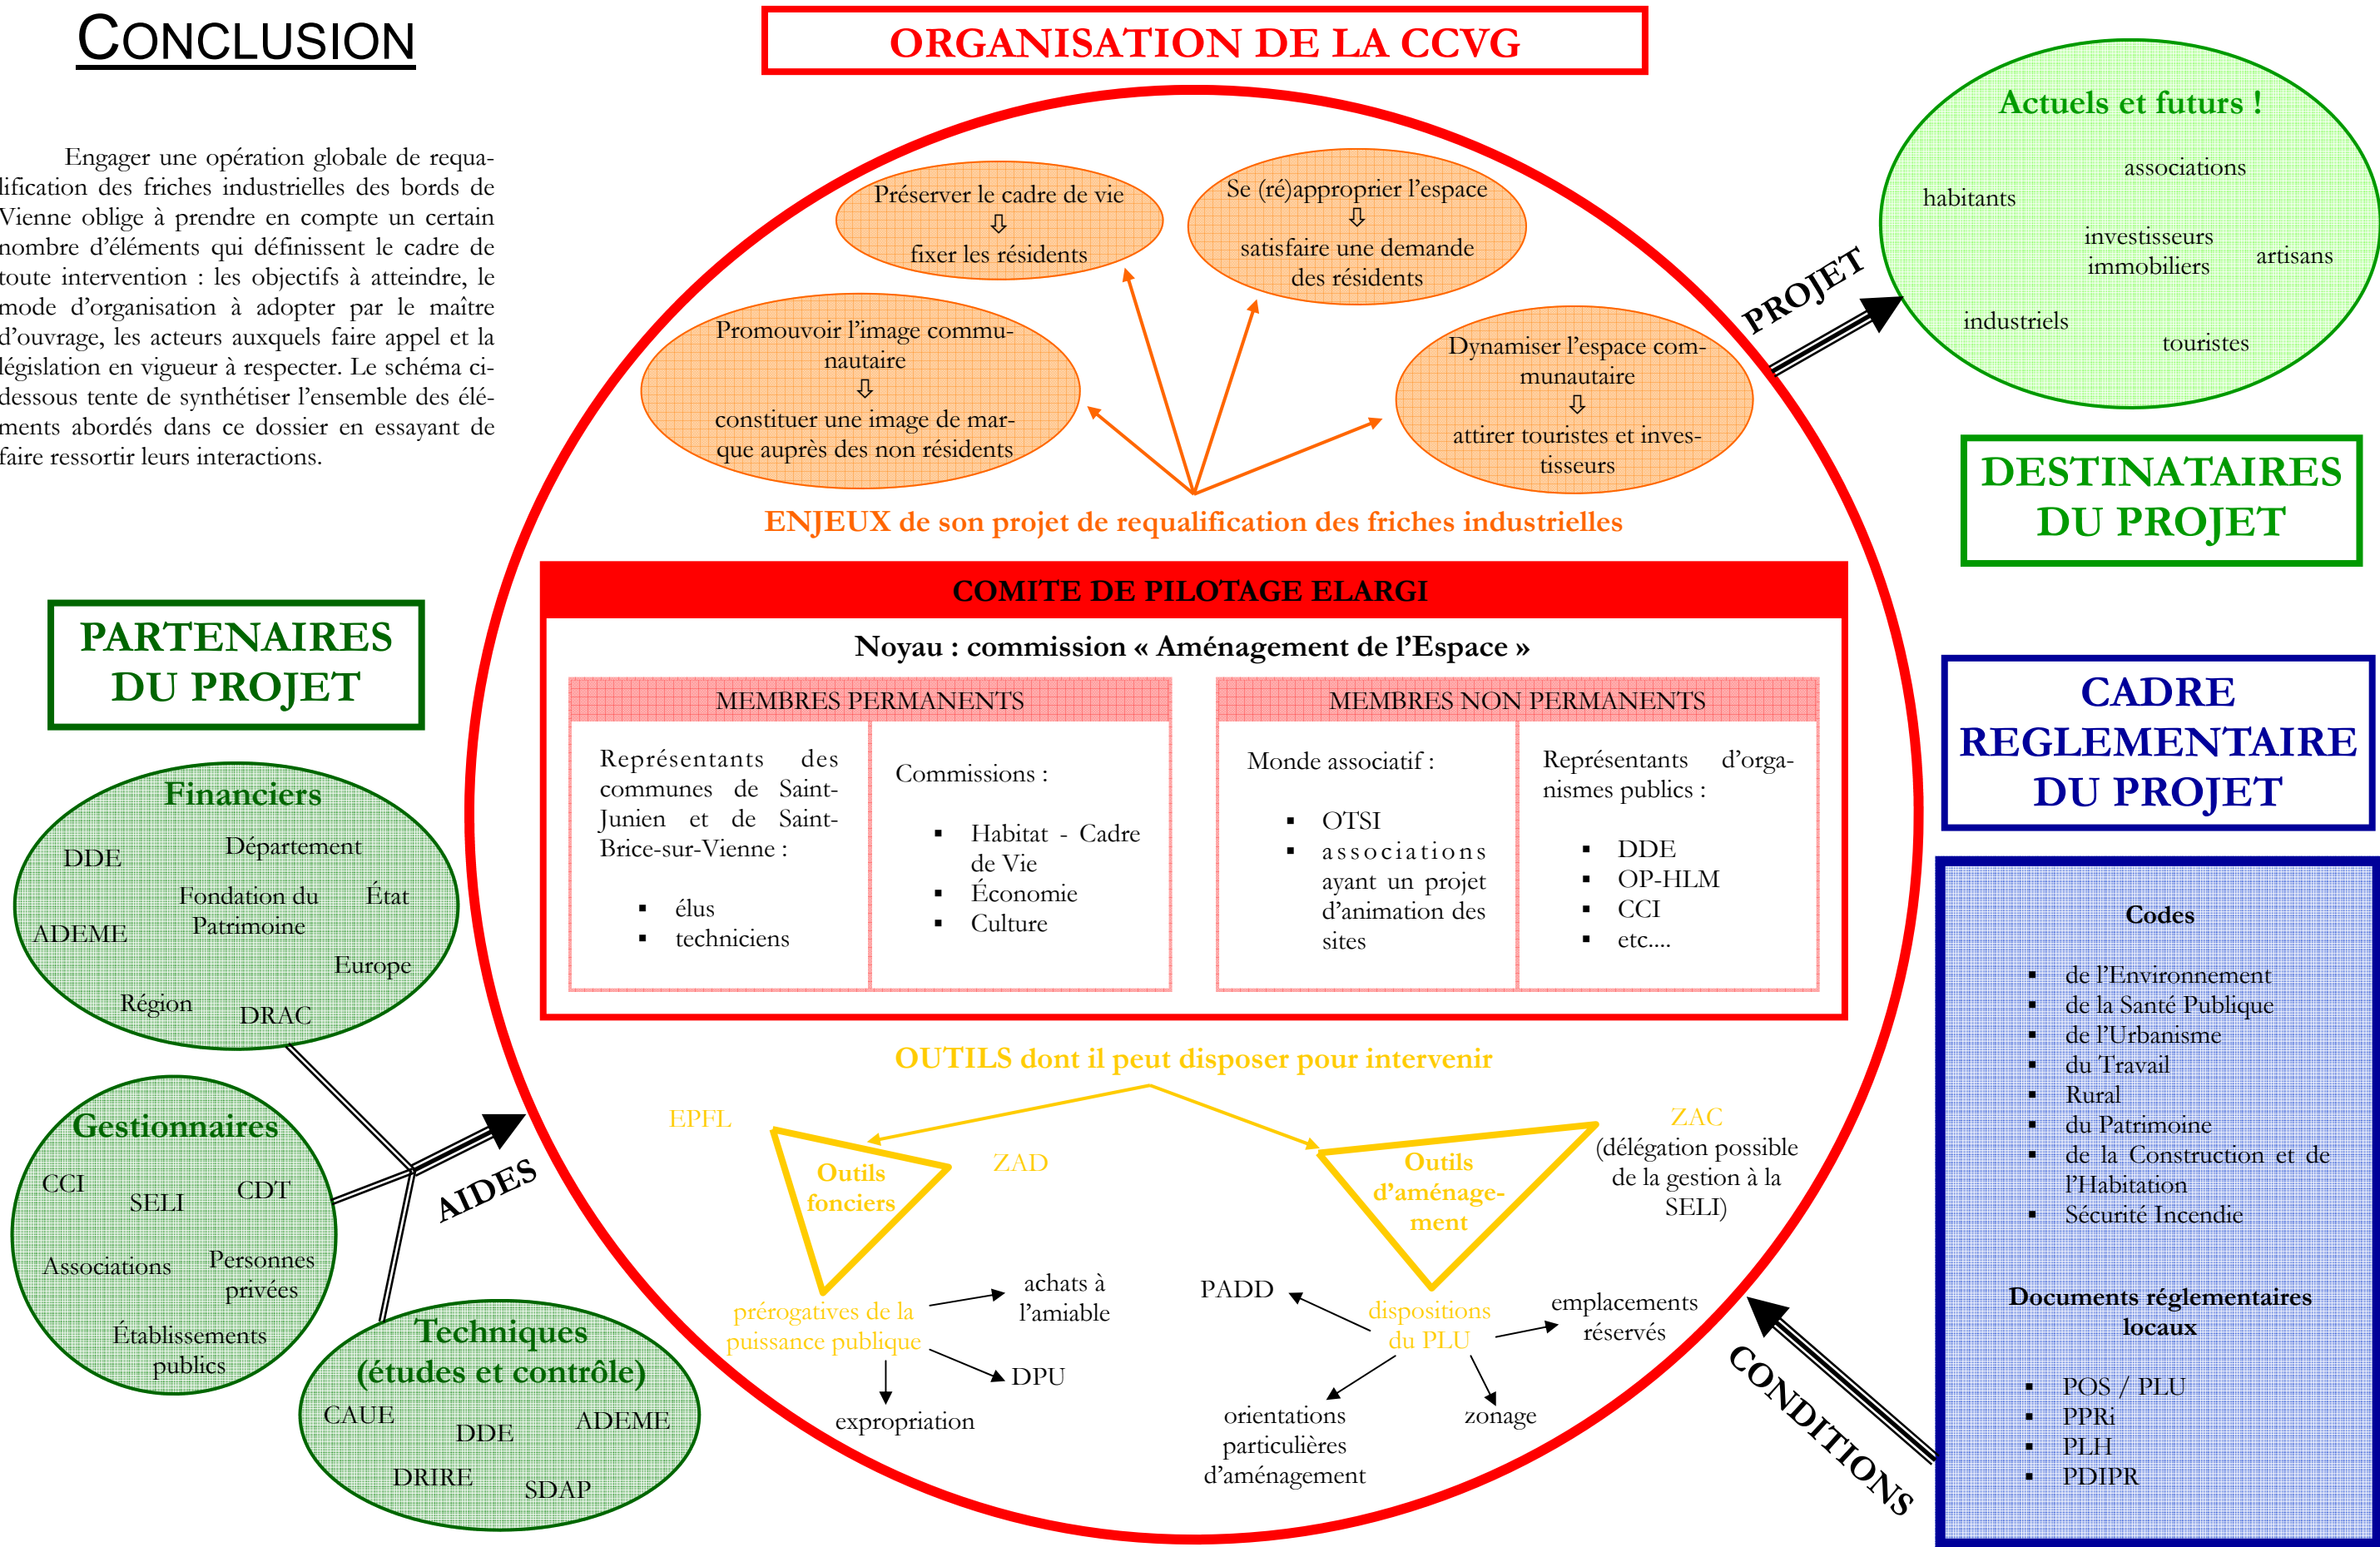 CONCLUSION
Engager une opération globale de requa-
lification des friches industrielles des bords de
Vienne oblige à prendre en compte un certain
nombre d'éléments qui définissent le cadre de
toute intervention : les objectifs à atteindre, le
mode d'organisation à adopter par le maître
d'ouvrage, les acteurs auxquels faire appel et la
législation en vigueur à respecter. Le schéma ci-
dessous tente de synthétiser l'ensemble des élé-
ments abordés dans ce dossier en essayant de
faire ressortir leurs interactions.
ORGANISATION DE LA CCVG
Préserver le cadre de vie
⇩
fixer les résidents
Se (ré)approprier l'espace
⇩
satisfaire une demande
des résidents
Promouvoir l'image commu-
nautaire
⇩
constituer une image de mar-
que auprès des non résidents
Dynamiser l'espace com-
munautaire
⇩
attirer touristes et inves-
tisseurs
ENJEUX de son projet de requalification des friches industrielles
PROJET
Actuels et futurs !
associations
habitants
investisseurs
immobiliers
artisans
industriels
touristes
DESTINATAIRES
DU PROJET
COMITE DE PILOTAGE ELARGI
Noyau : commission « Aménagement de l'Espace »
MEMBRES PERMANENTS
Représentants des
communes de Saint-
Junien et de Saint-
Brice-sur-Vienne :
▪ élus
▪ techniciens
Commissions :
▪ Habitat - Cadre
de Vie
▪ Économie
▪ Culture
MEMBRES NON PERMANENTS
Monde associatif :
▪ OTSI
▪ associations
ayant un projet
d'animation des
sites
Représentants d'orga-
nismes publics :
▪ DDE
▪ OP-HLM
▪ CCI
▪ etc....
PARTENAIRES
DU PROJET
Financiers
DDE
Département
Fondation du
Patrimoine
État
ADEME
Europe
Région
DRAC
Gestionnaires
CCI
SELI
CDT
Associations
Personnes
privées
Établissements
publics
Techniques
(études et contrôle)
CAUE
DDE
ADEME
DRIRE
SDAP
AIDES
OUTILS dont il peut disposer pour intervenir
EPFL
ZAD
Outils
fonciers
prérogatives de la
puissance publique
achats à
l'amiable
DPU
expropriation
ZAC
(délégation possible
de la gestion à la
SELI)
Outils
d'aménage-
ment
PADD
dispositions
du PLU
emplacements
réservés
orientations
particulières
d'aménagement
zonage
CONDITIONS
CADRE
REGLEMENTAIRE
DU PROJET
Codes
▪ de l'Environnement
▪ de la Santé Publique
▪ de l'Urbanisme
▪ du Travail
▪ Rural
▪ du Patrimoine
▪ de la Construction et de
l'Habitation
▪ Sécurité Incendie
Documents réglementaires
locaux
▪ POS / PLU
▪ PPRi
▪ PLH
▪ PDIPR